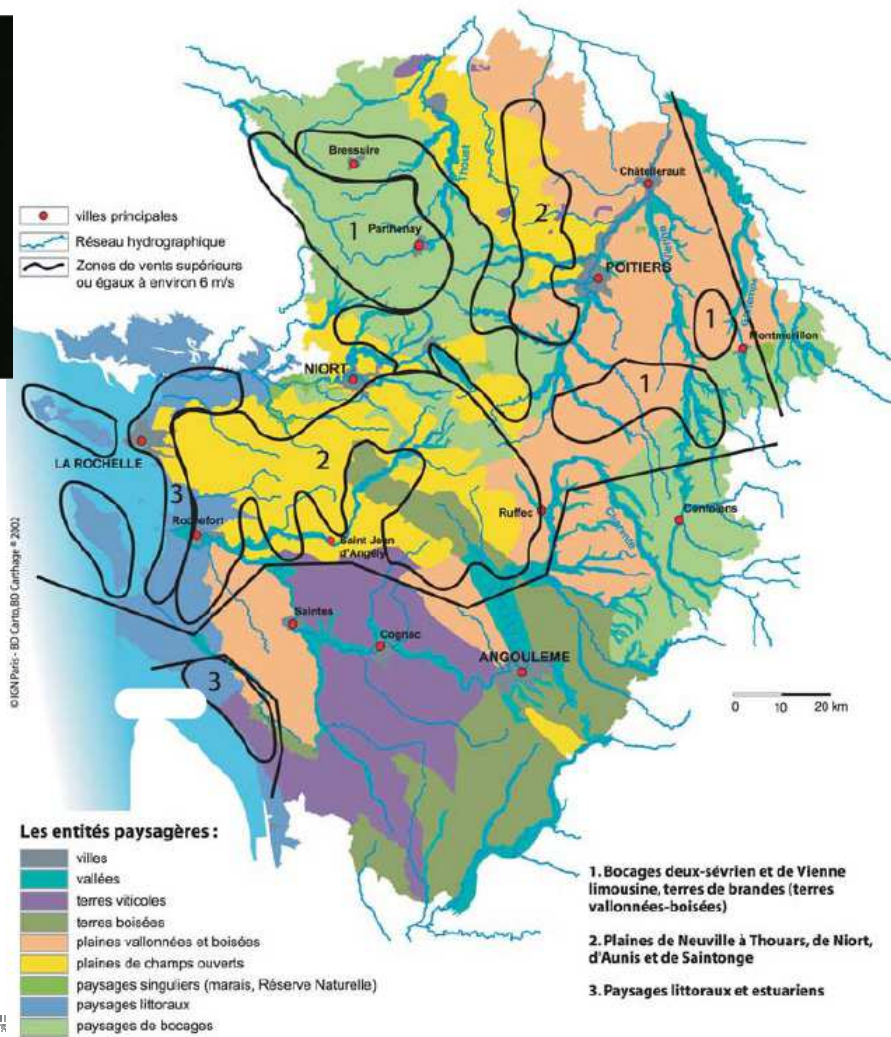 villes principales
Réseau hydrographique
Zones de vents supérieurs
ou égaux à environ 6 m/s
Bressuire
Thouet
Châtellerault
1
Parthenay
2
Vienne
POITIERS
Gartempe
1
Montmorillon
NIORT
1
LA ROCHELLE
2
3
Rochefort
Ruffec
Confolens
Charente
Saint Jean
d'Angély
Saintes
Cognac
ANGOULEME
3
0 10 20 km
© IGN Paris - BD Carto, BD Carthage ® 2002
Les entités paysagères :
villes
vallées
terres viticoles
terres boisées
plaines vallonnées et boisées
plaines de champs ouverts
paysages singuliers (marais, Réserve Naturelle)
paysages littoraux
paysages de bocages
1. Bocages deux-sévrien et de Vienne
limousine, terres de brandes (terres
vallonnées-boisées)
2. Plaines de Neuville à Thouars, de Niort,
d'Aunis et de Saintonge
3. Paysages littoraux et estuariens